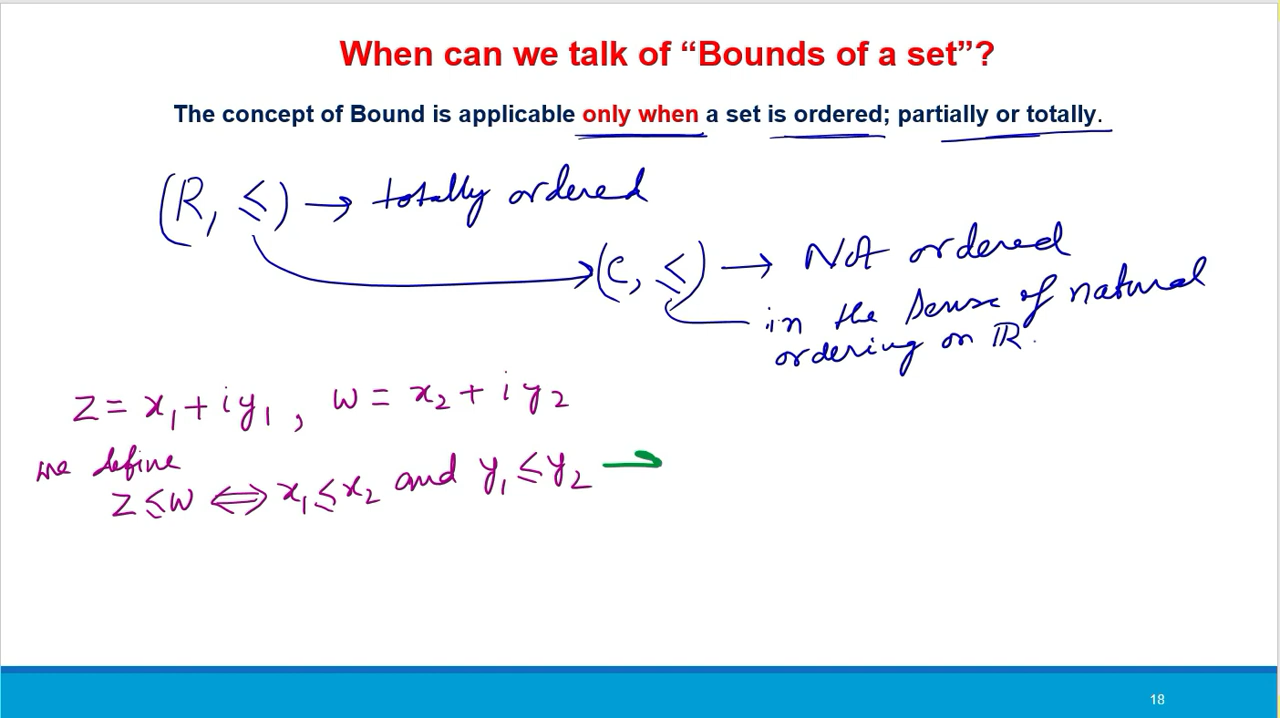 When can we talk of “Bounds of a set”?
The concept of Bound is applicable only when a set is ordered; partially or totally.
(R, ≤) → totally ordered
(C, ≤) → Not ordered
in the sense of natural
ordering on ℝ.
z = x₁ + iy₁, w = x₂ + iy₂
we define
z ≤ w ⟺ x₁ ≤ x₂ and y₁ ≤ y₂ →
18